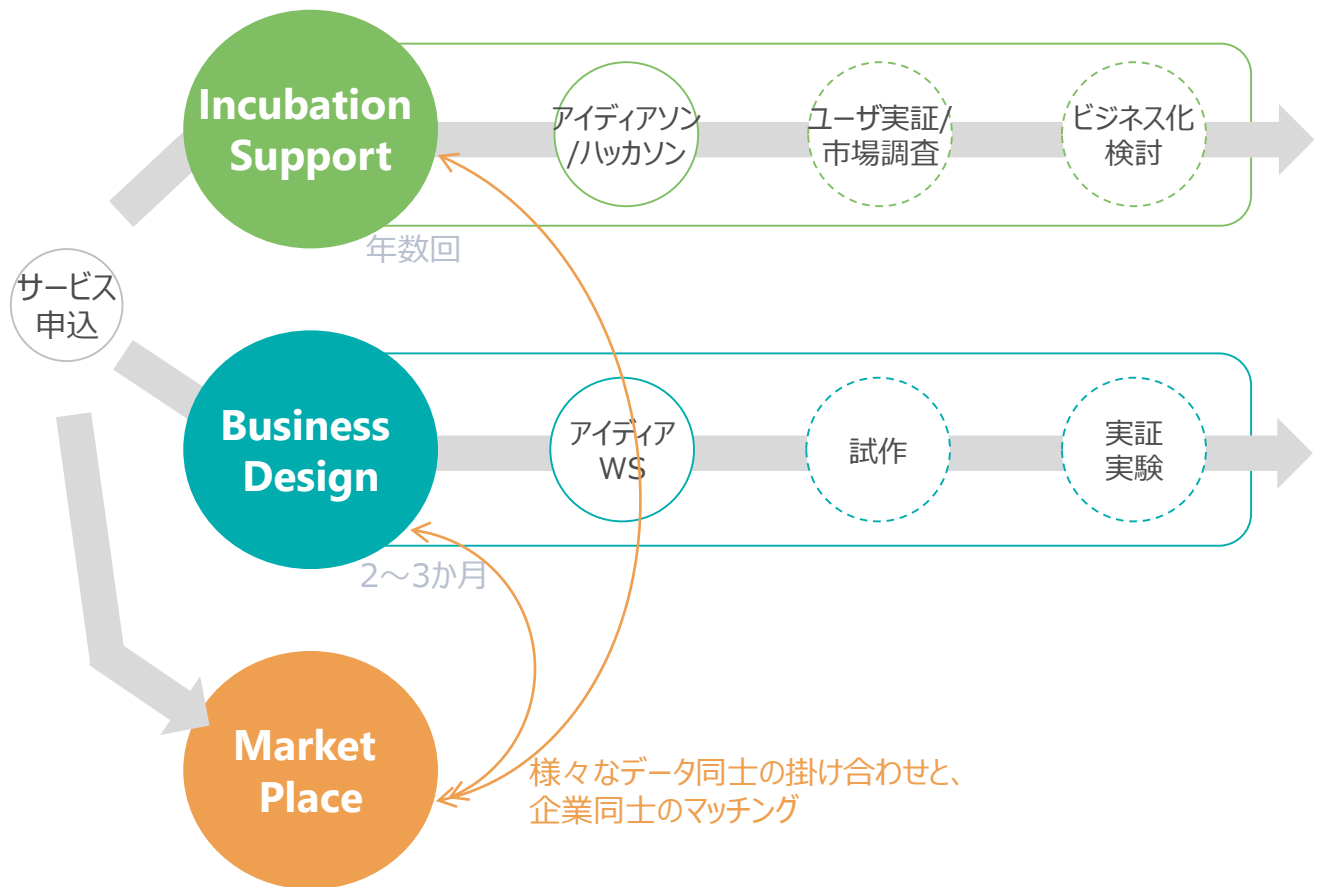 Incubation
Support
アイディアソン
/ハッカソン
ユーザ実証/
市場調査
ビジネス化
検討
年数回
サービス
申込
Business
Design
アイディア
WS
試作
実証
実験
2～3か月
Market
Place
様々なデータ同士の掛け合わせと、
企業同士のマッチング